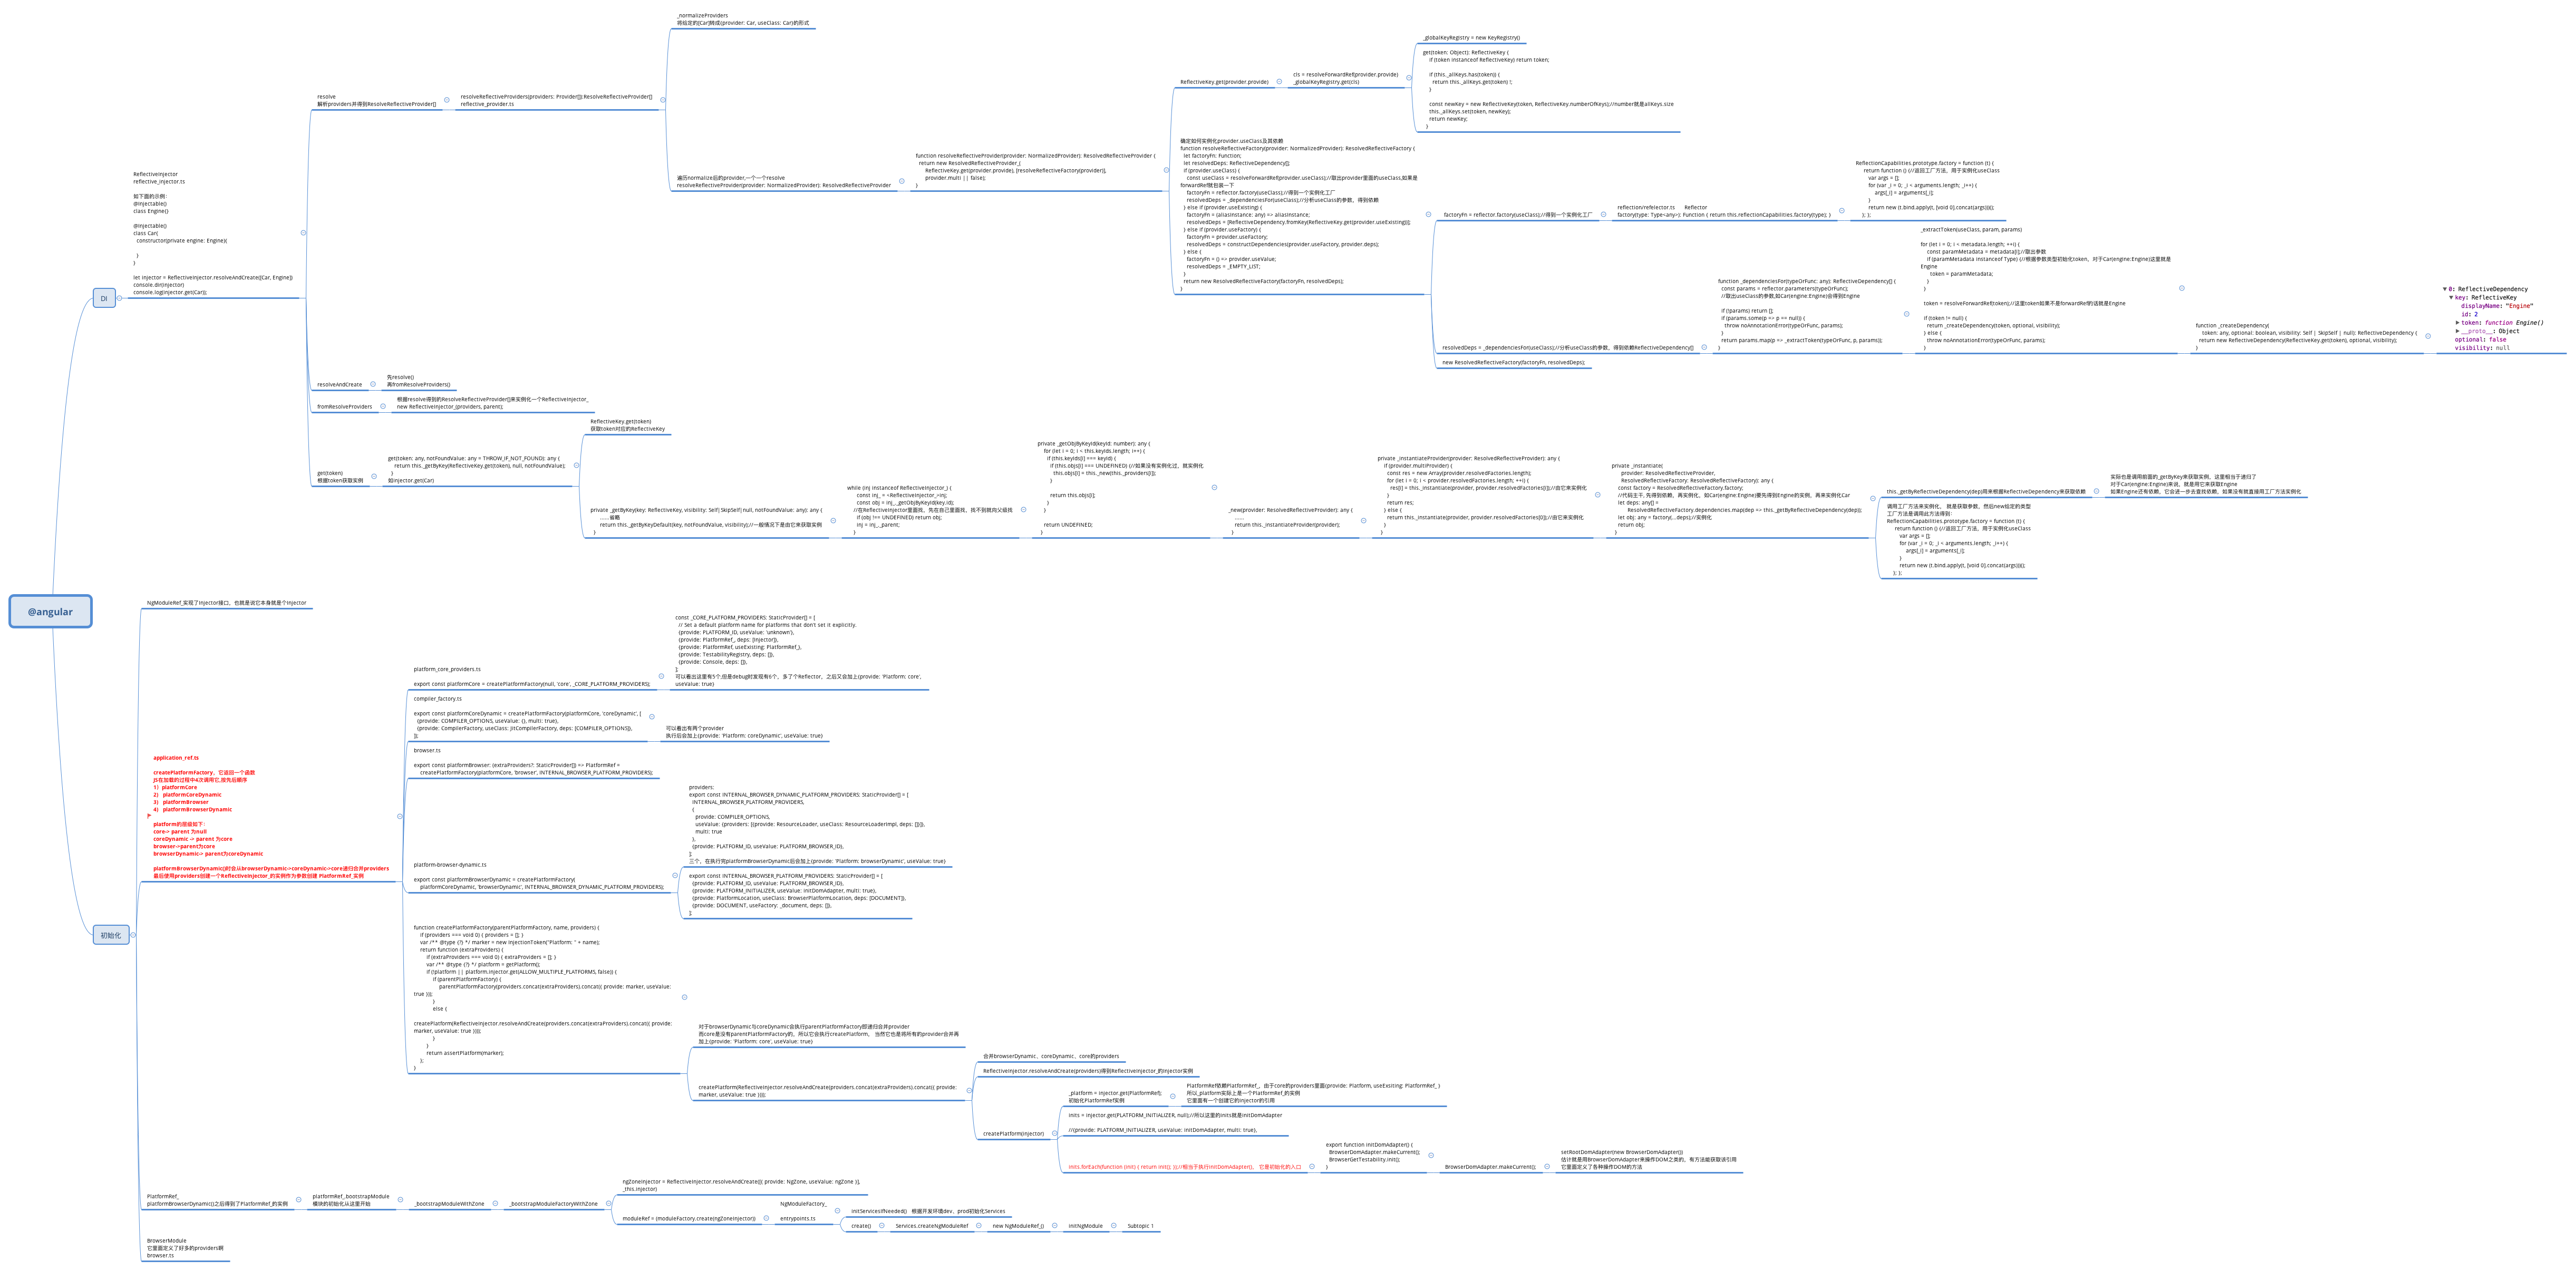 @angular
DI
ReflectiveInjector
reflective_injector.ts
如下面的示例：
@Injectable()
class Engine{}
@Injectable()
class Car{
constructor(private engine: Engine){
}
}
let injector = ReflectiveInjector.resolveAndCreate([Car, Engine])
console.dir(injector)
console.log(injector.get(Car));
resolve
解析providers并得到ResolveReflectiveProvider[]
resolveReflectiveProviders(providers: Provider[]):ResolveReflectiveProvider[]
reflective_provider.ts
_normalizeProviders
将给定的[Car]转成{provider: Car, useClass: Car}的形式
遍历normalize后的provider,一个一个resolve
resolveReflectiveProvider(provider: NormalizedProvider): ResolvedReflectiveProvider
function resolveReflectiveProvider(provider: NormalizedProvider): ResolvedReflectiveProvider {
return new ResolvedReflectiveProvider_(
ReflectiveKey.get(provider.provide), [resolveReflectiveFactory(provider)],
provider.multi || false);
}
ReflectiveKey.get(provider.provide)
cls = resolveForwardRef(provider.provide)
_globalKeyRegistry.get(cls)
_globalKeyRegistry = new KeyRegistry()
get(token: Object): ReflectiveKey {
if (token instanceof ReflectiveKey) return token;
if (this._allKeys.has(token)) {
return this._allKeys.get(token) !;
}
const newKey = new ReflectiveKey(token, ReflectiveKey.numberOfKeys);//number就是allKeys.size
this._allKeys.set(token, newKey);
return newKey;
}
确定如何实例化provider.useClass及其依赖
function resolveReflectiveFactory(provider: NormalizedProvider): ResolvedReflectiveFactory {
let factoryFn: Function;
let resolvedDeps: ReflectiveDependency[];
if (provider.useClass) {
const useClass = resolveForwardRef(provider.useClass);//取出provider里面的useClass,如果是
forwardRef就包装一下
factoryFn = reflector.factory(useClass);//得到一个实例化工厂
resolvedDeps = _dependenciesFor(useClass);//分析useClass的参数，得到依赖
} else if (provider.useExisting) {
factoryFn = (aliasInstance: any) => aliasInstance;
resolvedDeps = [ReflectiveDependency.fromKey(ReflectiveKey.get(provider.useExisting))];
} else if (provider.useFactory) {
factoryFn = provider.useFactory;
resolvedDeps = constructDependencies(provider.useFactory, provider.deps);
} else {
factoryFn = () => provider.useValue;
resolvedDeps = _EMPTY_LIST;
}
return new ResolvedReflectiveFactory(factoryFn, resolvedDeps);
}
factoryFn = reflector.factory(useClass);//得到一个实例化工厂
reflection/refelector.ts Reflector
factory(type: Type<any>): Function { return this.reflectionCapabilities.factory(type); }
ReflectionCapabilities.prototype.factory = function (t) {
return function () {//返回工厂方法，用于实例化useClass
var args = [];
for (var _i = 0; _i < arguments.length; _i++) {
args[_i] = arguments[_i];
}
return new (t.bind.apply(t, [void 0].concat(args)))();
}; };
resolvedDeps = _dependenciesFor(useClass);//分析useClass的参数，得到依赖ReflectiveDependency[]
function _dependenciesFor(typeOrFunc: any): ReflectiveDependency[] {
const params = reflector.parameters(typeOrFunc);
//取出useClass的参数,如Car(engine:Engine)会得到Engine
if (!params) return [];
if (params.some(p => p == null)) {
throw noAnnotationError(typeOrFunc, params);
}
return params.map(p => _extractToken(typeOrFunc, p, params));
}
_extractToken(useClass, param, params)
for (let i = 0; i < metadata.length; ++i) {
const paramMetadata = metadata[i];//取出参数
if (paramMetadata instanceof Type) {//根据参数类型初始化token，对于Car(engine:Engine)这里就是
Engine
token = paramMetadata;
}
}
token = resolveForwardRef(token);//这里token如果不是forwardRef的话就是Engine
if (token != null) {
return _createDependency(token, optional, visibility);
} else {
throw noAnnotationError(typeOrFunc, params);
}
function _createDependency(
token: any, optional: boolean, visibility: Self | SkipSelf | null): ReflectiveDependency {
return new ReflectiveDependency(ReflectiveKey.get(token), optional, visibility);
}
▼0: ReflectiveDependency
▼key: ReflectiveKey
displayName: "Engine"
id: 2
▶token: function Engine()
▶__proto__: Object
optional: false
visibility: null
new ResolvedReflectiveFactory(factoryFn, resolvedDeps);
resolveAndCreate
先resolve()
再fromResolveProviders()
fromResolveProviders
根据resolve得到的ResolveReflectiveProvider[]来实例化一个ReflectiveInjector_
new ReflectiveInjector_(providers, parent);
get(token)
根据token获取实例
get(token: any, notFoundValue: any = THROW_IF_NOT_FOUND): any {
return this._getByKey(ReflectiveKey.get(token), null, notFoundValue);
}
如injector.get(Car)
ReflectiveKey.get(token)
获取token对应的ReflectiveKey
private _getByKey(key: ReflectiveKey, visibility: Self| SkipSelf| null, notFoundValue: any): any {
......省略
return this._getByKeyDefault(key, notFoundValue, visibility);//一般情况下是由它来获取实例
}
while (inj instanceof ReflectiveInjector_) {
const inj_ = <ReflectiveInjector_>inj;
const obj = inj_._getObjByKeyId(key.id);
//在ReflectiveInjector里面找，先在自己里面找，找不到就向父级找
if (obj !== UNDEFINED) return obj;
inj = inj_._parent;
}
private _getObjByKeyId(keyId: number): any {
for (let i = 0; i < this.keyIds.length; i++) {
if (this.keyIds[i] === keyId) {
if (this.objs[i] === UNDEFINED) {//如果没有实例化过，就实例化
this.objs[i] = this._new(this._providers[i]);
}
return this.objs[i];
}
}
return UNDEFINED;
}
_new(provider: ResolvedReflectiveProvider): any {
......
return this._instantiateProvider(provider);
}
private _instantiateProvider(provider: ResolvedReflectiveProvider): any {
if (provider.multiProvider) {
const res = new Array(provider.resolvedFactories.length);
for (let i = 0; i < provider.resolvedFactories.length; ++i) {
res[i] = this._instantiate(provider, provider.resolvedFactories[i]);//由它来实例化
}
return res;
} else {
return this._instantiate(provider, provider.resolvedFactories[0]);//由它来实例化
}
}
private _instantiate(
provider: ResolvedReflectiveProvider,
ResolvedReflectiveFactory: ResolvedReflectiveFactory): any {
const factory = ResolvedReflectiveFactory.factory;
//代码主干, 先得到依赖，再实例化，如Car(engine:Engine)要先得到Engine的实例，再来实例化Car
let deps: any[] =
ResolvedReflectiveFactory.dependencies.map(dep => this._getByReflectiveDependency(dep));
let obj: any = factory(...deps);//实例化
return obj;
}
this._getByReflectiveDependency(dep)用来根据ReflectiveDependency来获取依赖
实际也是调用前面的_getByKey来获取实例，这里相当于递归了
对于Car(engine:Engine)来说，就是用它来获取Engine
如果Engine还有依赖，它会进一步去查找依赖，如果没有就直接用工厂方法实例化
调用工厂方法来实例化， 就是获取参数，然后new给定的类型
工厂方法是调用此方法得到：
ReflectionCapabilities.prototype.factory = function (t) {
return function () {//返回工厂方法，用于实例化useClass
var args = [];
for (var _i = 0; _i < arguments.length; _i++) {
args[_i] = arguments[_i];
}
return new (t.bind.apply(t, [void 0].concat(args)))();
}; };
初始化
NgModuleRef_实现了Injector接口，也就是说它本身就是个Injector
application_ref.ts
createPlatformFactory，它返回一个函数
JS在加载的过程中4次调用它,按先后顺序
1) platformCore
2) platformCoreDynamic
3) platformBrowser
4) platformBrowserDynamic
platform的层级如下：
core-> parent 为null
coreDynamic -> parent 为core
browser->parent为core
browserDynamic-> parent为coreDynamic
platformBrowserDynamic()时会从browserDynamic->coreDynamic->core递归合并providers
最后使用providers创建一个ReflectiveInjector_的实例作为参数创建 PlatformRef_实例
platform_core_providers.ts
export const platformCore = createPlatformFactory(null, 'core', _CORE_PLATFORM_PROVIDERS);
const _CORE_PLATFORM_PROVIDERS: StaticProvider[] = [
// Set a default platform name for platforms that don't set it explicitly.
{provide: PLATFORM_ID, useValue: 'unknown'},
{provide: PlatformRef_, deps: [Injector]},
{provide: PlatformRef, useExisting: PlatformRef_},
{provide: TestabilityRegistry, deps: []},
{provide: Console, deps: []},
];
可以看出这里有5个,但是debug时发现有6个，多了个Reflector，之后又会加上{provide: 'Platform: core',
useValue: true}
compiler_factory.ts
export const platformCoreDynamic = createPlatformFactory(platformCore, 'coreDynamic', [
{provide: COMPILER_OPTIONS, useValue: {}, multi: true},
{provide: CompilerFactory, useClass: JitCompilerFactory, deps: [COMPILER_OPTIONS]},
]);
可以看出有两个provider
执行后会加上{provide: 'Platform: coreDynamic', useValue: true}
browser.ts
export const platformBrowser: (extraProviders?: StaticProvider[]) => PlatformRef =
createPlatformFactory(platformCore, 'browser', INTERNAL_BROWSER_PLATFORM_PROVIDERS);
platform-browser-dynamic.ts
export const platformBrowserDynamic = createPlatformFactory(
platformCoreDynamic, 'browserDynamic', INTERNAL_BROWSER_DYNAMIC_PLATFORM_PROVIDERS);
providers:
export const INTERNAL_BROWSER_DYNAMIC_PLATFORM_PROVIDERS: StaticProvider[] = [
INTERNAL_BROWSER_PLATFORM_PROVIDERS,
{
provide: COMPILER_OPTIONS,
useValue: {providers: [{provide: ResourceLoader, useClass: ResourceLoaderImpl, deps: []}]},
multi: true
},
{provide: PLATFORM_ID, useValue: PLATFORM_BROWSER_ID},
];
三个，在执行完platformBrowserDynamic后会加上{provide: 'Platform: browserDynamic', useValue: true}
export const INTERNAL_BROWSER_PLATFORM_PROVIDERS: StaticProvider[] = [
{provide: PLATFORM_ID, useValue: PLATFORM_BROWSER_ID},
{provide: PLATFORM_INITIALIZER, useValue: initDomAdapter, multi: true},
{provide: PlatformLocation, useClass: BrowserPlatformLocation, deps: [DOCUMENT]},
{provide: DOCUMENT, useFactory: _document, deps: []},
];
function createPlatformFactory(parentPlatformFactory, name, providers) {
if (providers === void 0) { providers = []; }
var /** @type {?} */ marker = new InjectionToken("Platform: " + name);
return function (extraProviders) {
if (extraProviders === void 0) { extraProviders = []; }
var /** @type {?} */ platform = getPlatform();
if (!platform || platform.injector.get(ALLOW_MULTIPLE_PLATFORMS, false)) {
if (parentPlatformFactory) {
parentPlatformFactory(providers.concat(extraProviders).concat({ provide: marker, useValue:
true }));
}
else {
createPlatform(ReflectiveInjector.resolveAndCreate(providers.concat(extraProviders).concat({ provide:
marker, useValue: true })));
}
}
return assertPlatform(marker);
};
}
对于browserDynamic与coreDynamic会执行parentPlatformFactory即递归合并provider
而core是没有parentPlatformFactory的，所以它会执行createPlatform， 当然它也是将所有的provider合并再
加上{provide: 'Platform: core', useValue: true}
createPlatform(ReflectiveInjector.resolveAndCreate(providers.concat(extraProviders).concat({ provide:
marker, useValue: true })));
合并browserDynamic、coreDynamic、core的providers
ReflectiveInjector.resolveAndCreate(providers)得到ReflectiveInjector_的Injector实例
createPlatform(injector)
_platform = injector.get(PlatformRef);
初始化PlatformRef实例
PlatformRef依赖PlatformRef_，由于core的providers里面{provide: Platform, useExisiting: PlatformRef_ }
所以_platform实际上是一个PlatformRef_的实例
它里面有一个创建它的injector的引用
inits = injector.get(PLATFORM_INITIALIZER, null);//所以这里的inits就是initDomAdapter
//{provide: PLATFORM_INITIALIZER, useValue: initDomAdapter, multi: true},
inits.forEach(function (init) { return init(); });//相当于执行initDomAdapter()， 它是初始化的入口
export function initDomAdapter() {
BrowserDomAdapter.makeCurrent();
BrowserGetTestability.init();
}
BrowserDomAdapter.makeCurrent();
setRootDomAdapter(new BrowserDomAdapter())
估计就是用BrowserDomAdapter来操作DOM之类的，有方法能获取该引用
它里面定义了各种操作DOM的方法
PlatformRef_
platformBrowserDynamic()之后得到了PlatformRef_的实例
platformRef_.bootstrapModule
模块的初始化从这里开始
_bootstrapModuleWithZone
_bootstrapModuleFactoryWithZone
ngZoneInjector = ReflectiveInjector.resolveAndCreate([{ provide: NgZone, useValue: ngZone }],
_this.injector)
moduleRef = (moduleFactory.create(ngZoneInjector))
NgModuleFactory_
entrypoints.ts
initServicesIfNeeded() 根据开发环境dev、prod初始化Services
create()
Services.createNgModuleRef
new NgModuleRef_()
initNgModule
Subtopic 1
BrowserModule
它里面定义了好多的providers啊
browser.ts